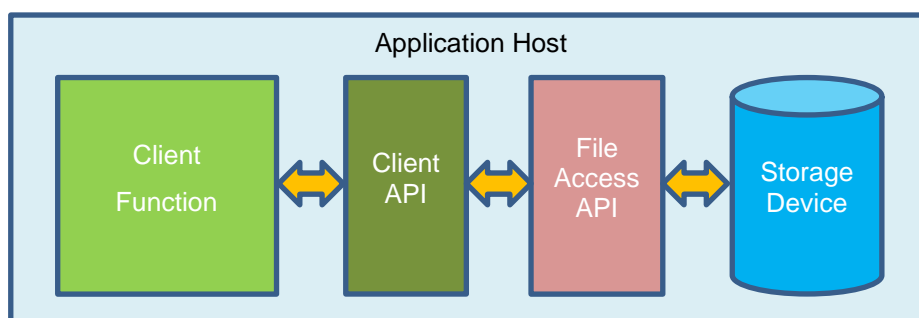 Application Host
Client
Function
Client
API
File
Access
API
Storage
Device